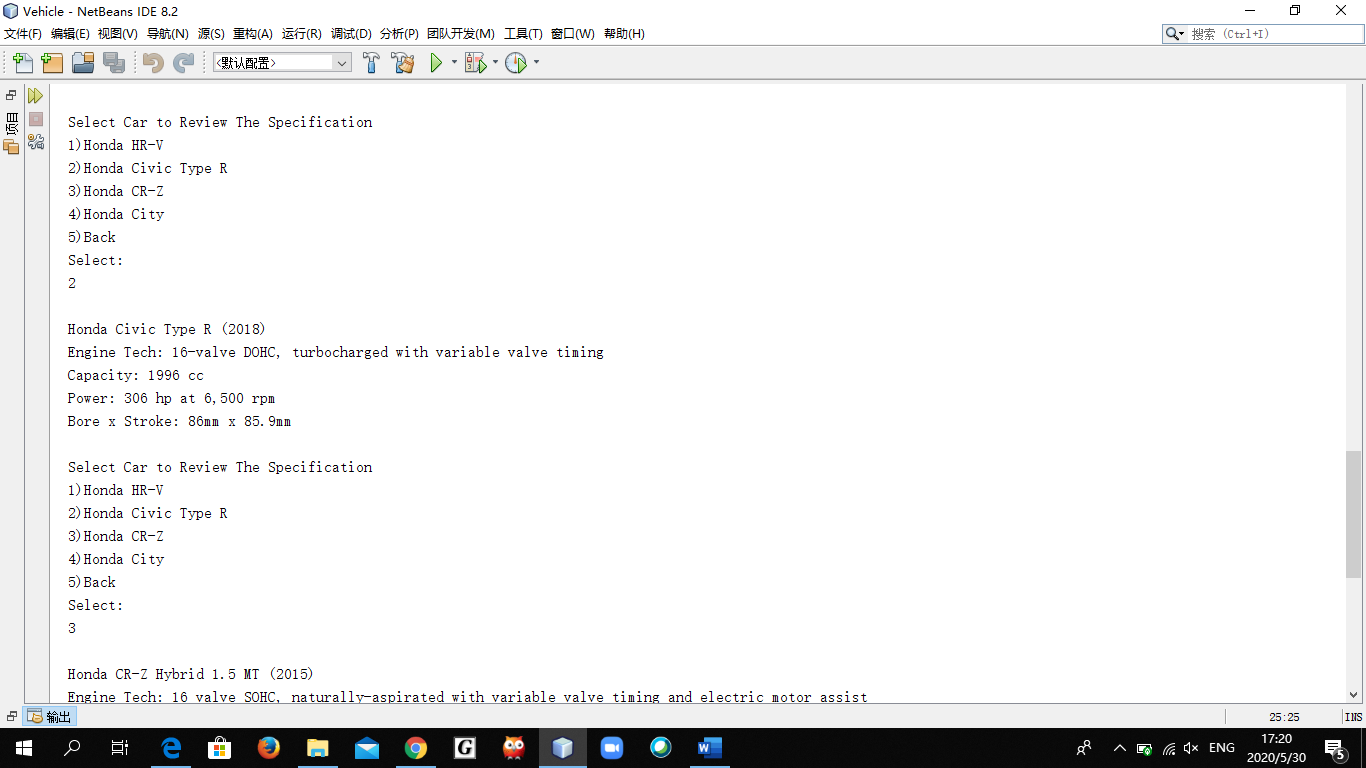 Vehicle - NetBeans IDE 8.2
文件(F) 编辑(E) 视图(V) 导航(N) 源(S) 重构(A) 运行(R) 调试(D) 分析(P) 团队开发(M) 工具(T) 窗口(W) 帮助(H)
搜索 (Ctrl+I)
<默认配置>
Select Car to Review The Specification
1)Honda HR-V
2)Honda Civic Type R
3)Honda CR-Z
4)Honda City
5)Back
Select:
2
Honda Civic Type R (2018)
Engine Tech: 16-valve DOHC, turbocharged with variable valve timing
Capacity: 1996 cc
Power: 306 hp at 6,500 rpm
Bore x Stroke: 86mm x 85.9mm
Select Car to Review The Specification
1)Honda HR-V
2)Honda Civic Type R
3)Honda CR-Z
4)Honda City
5)Back
Select:
3
Honda CR-Z Hybrid 1.5 MT (2015)
Engine Tech: 16 valve SOHC, naturally-aspirated with variable valve timing and electric motor assist
输出
25:25
INS
ENG
17:20
2020/5/30
5